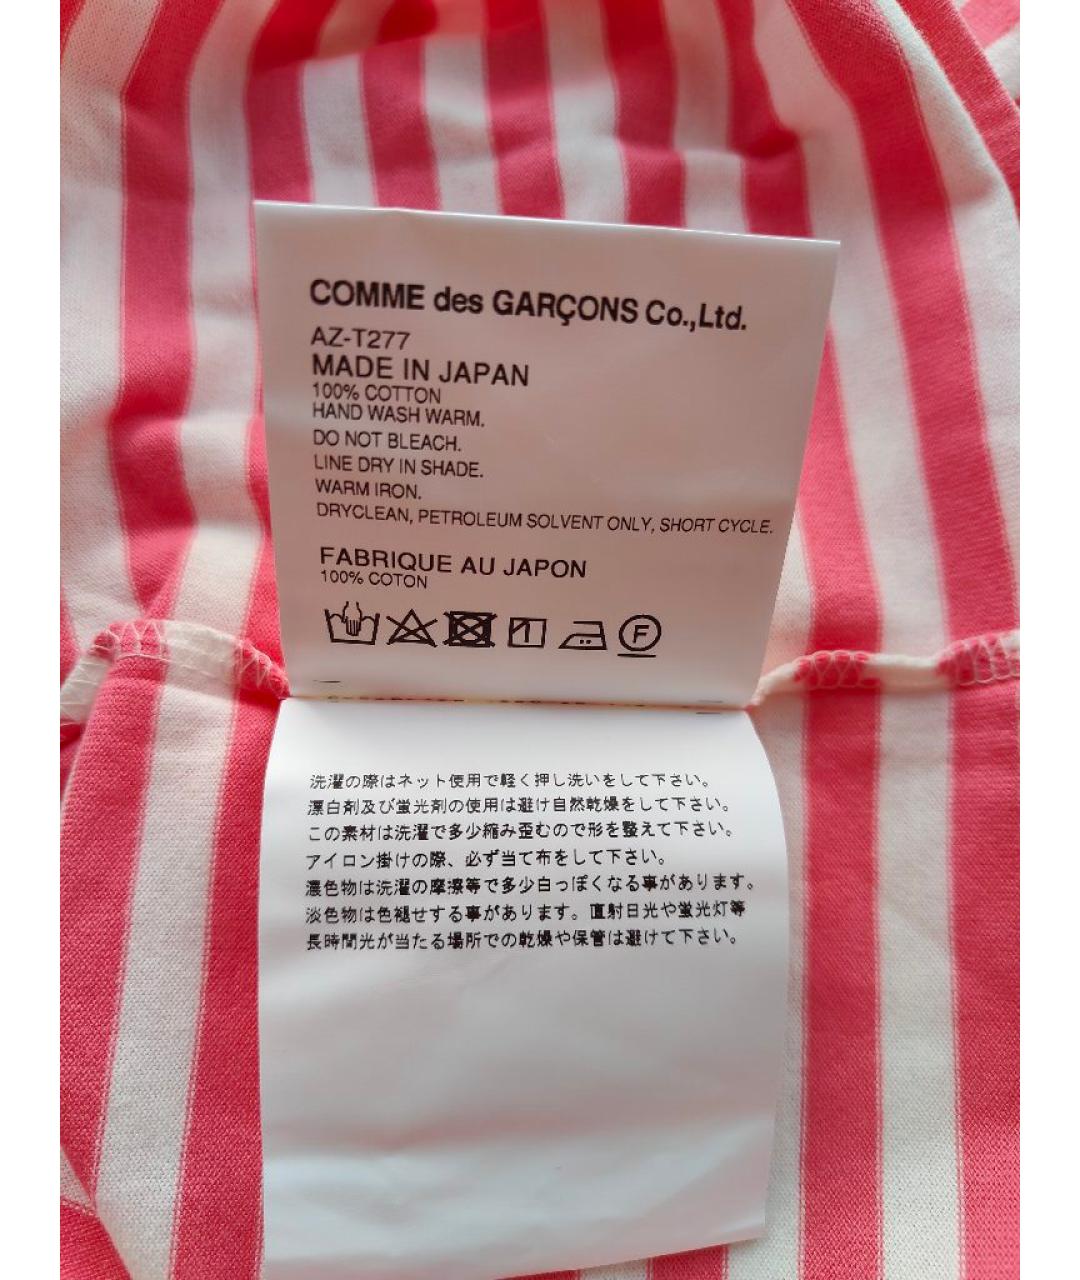 COMME des GARÇONS Co.,Ltd.
AZ-T277
MADE IN JAPAN
100% COTTON
HAND WASH WARM.
DO NOT BLEACH.
LINE DRY IN SHADE.
WARM IRON.
DRYCLEAN, PETROLEUM SOLVENT ONLY, SHORT CYCLE.
FABRIQUE AU JAPON
100% COTON
F
洗濯の際はネット使用で軽く押し洗いをして下さい。
漂白剤及び蛍光剤の使用は避け自然乾燥をして下さい。
この素材は洗濯で多少縮み歪むので形を整えて下さい。
アイロン掛けの際、必ず当て布をして下さい。
濃色物は洗濯の摩擦等で多少白っぽくなる事があります。
淡色物は色褪せする事があります。直射日光や蛍光灯等
長時間光が当たる場所での乾燥や保管は避けて下さい。